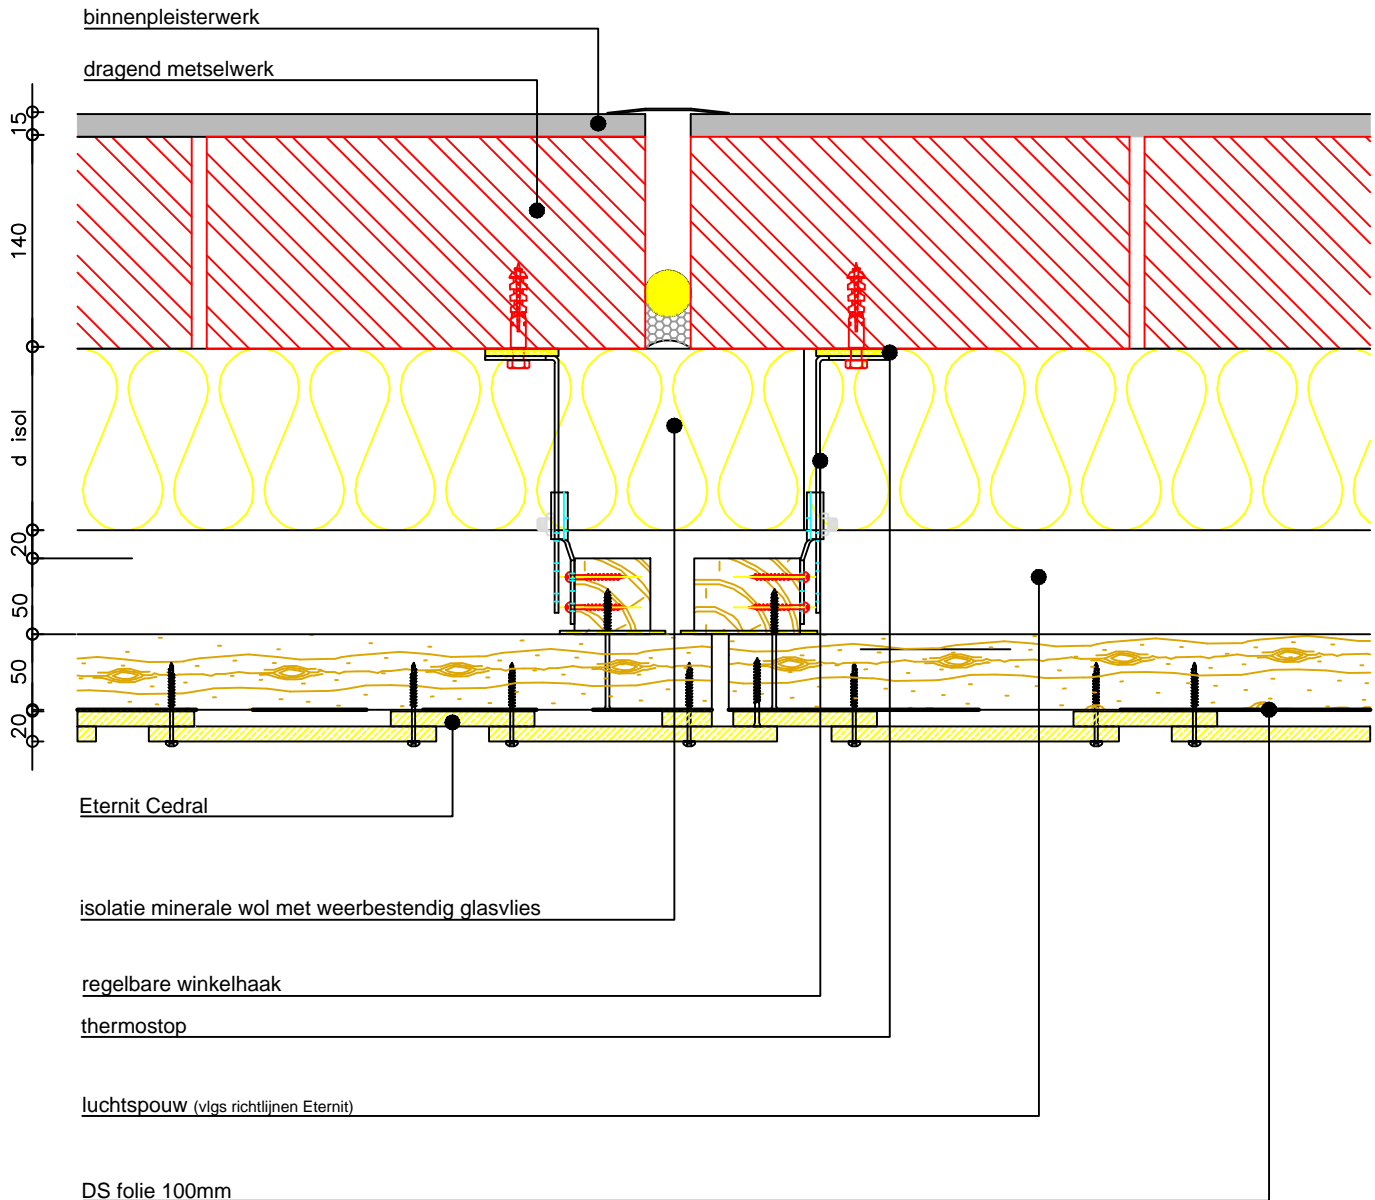 binnenpleisterwerk
dragend metselwerk
15
140
d isol
20
50
50
20
Eternit Cedral
isolatie minerale wol met weerbestendig glasvlies
regelbare winkelhaak
thermostop
luchtspouw (vlgs richtlijnen Eternit)
DS folie 100mm